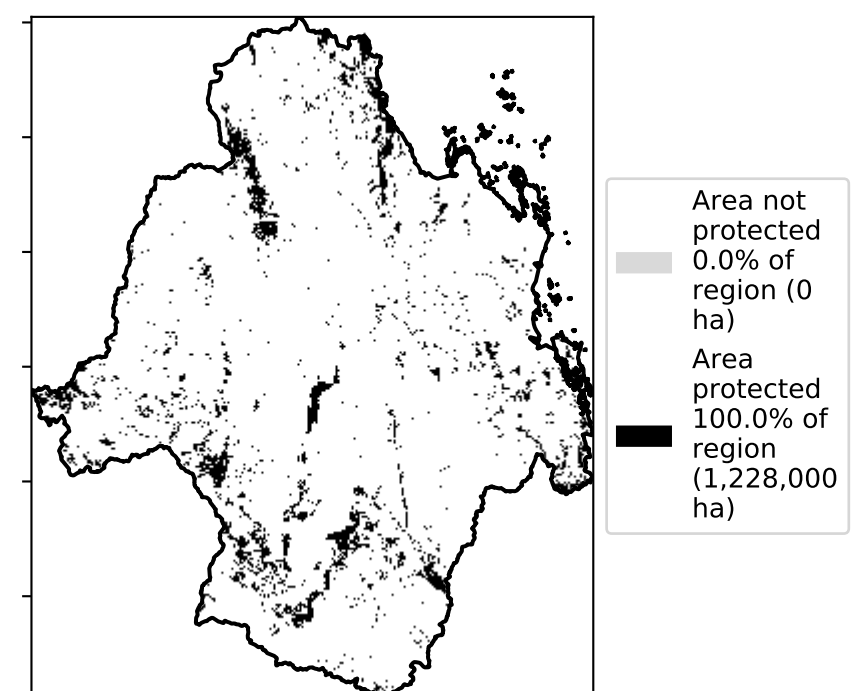 Area not
protected
0.0% of
region (0
ha)
Area
protected
100.0% of
region
(1,228,000
ha)